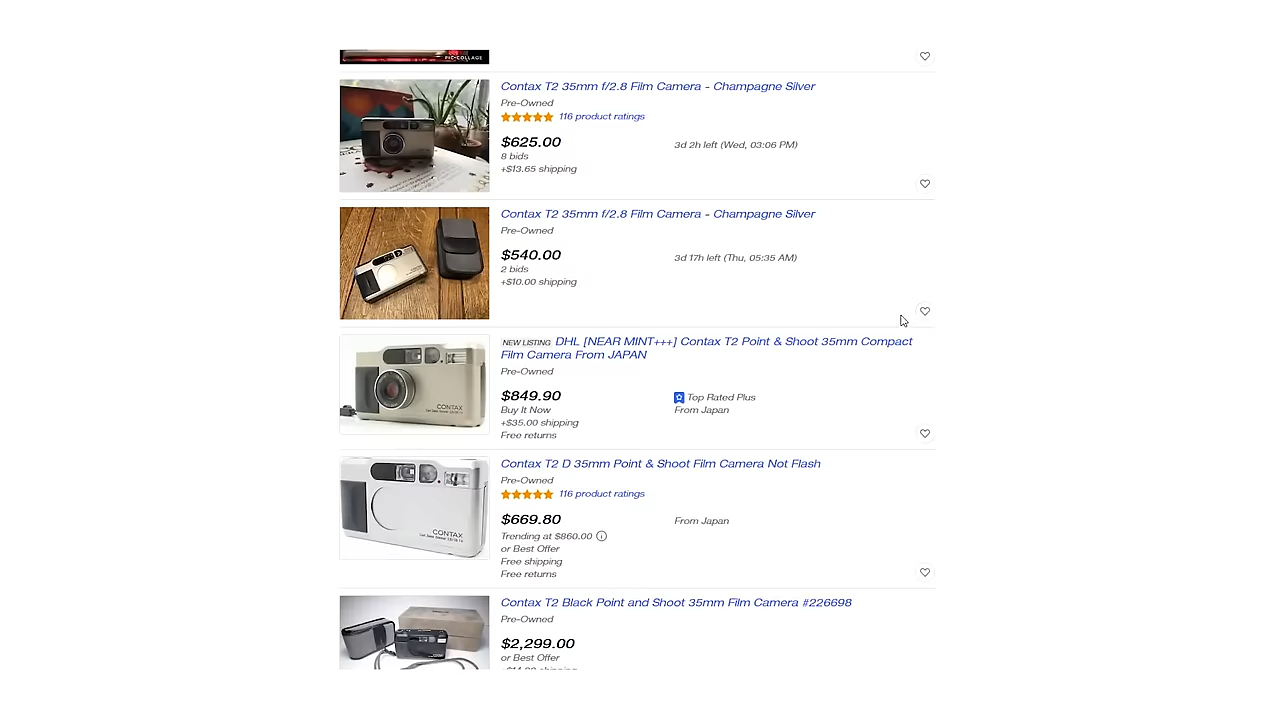 PIC·COLLAGE
Contax T2 35mm f/2.8 Film Camera - Champagne Silver
Pre-Owned
116 product ratings
$625.00
3d 2h left (Wed, 03:06 PM)
8 bids
+$13.65 shipping
Contax T2 35mm f/2.8 Film Camera - Champagne Silver
Pre-Owned
$540.00
3d 17h left (Thu, 05:35 AM)
2 bids
+$10.00 shipping
NEW LISTING DHL [NEAR MINT+++] Contax T2 Point & Shoot 35mm Compact
Film Camera From JAPAN
Pre-Owned
$849.90
Top Rated Plus
Buy It Now
From Japan
+$35.00 shipping
Free returns
CONTAX
Contax T2 D 35mm Point & Shoot Film Camera Not Flash
Pre-Owned
116 product ratings
$669.80
From Japan
Trending at $860.00
or Best Offer
Free shipping
Free returns
CONTAX
Contax T2 Black Point and Shoot 35mm Film Camera #226698
Pre-Owned
$2,299.00
or Best Offer